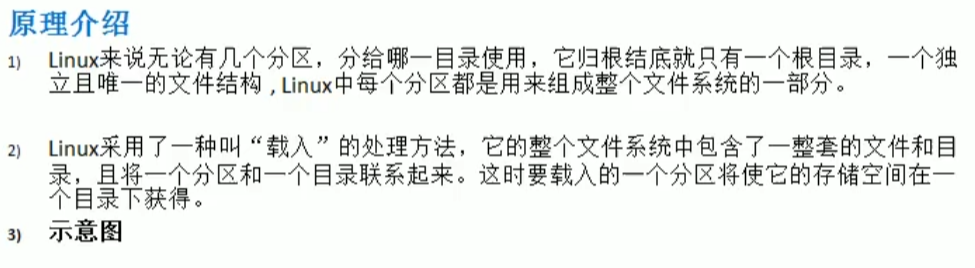 原理介绍
1) Linux来说无论有几个分区，分给哪一目录使用，它归根结底就只有一个根目录，一个独
立且唯一的文件结构 , Linux中每个分区都是用来组成整个文件系统的一部分。
2) Linux采用了一种叫“载入”的处理方法，它的整个文件系统中包含了一整套的文件和目
录，且将一个分区和一个目录联系起来。这时要载入的一个分区将使它的存储空间在一
个目录下获得。
3) 示意图